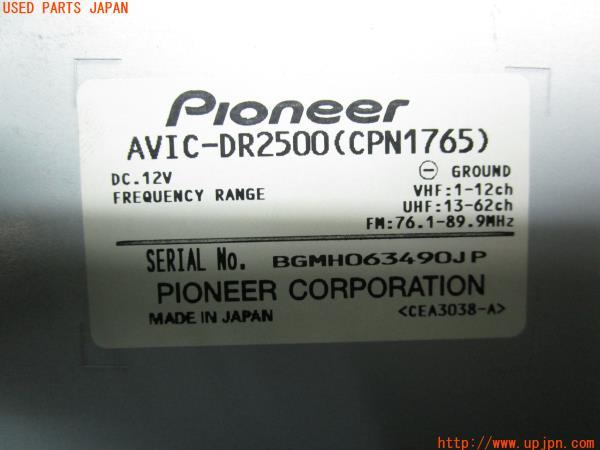 USED PARTS JAPAN
Pioneer
AVIC-DR2500(CPN1765)
DC.12V
⊖ GROUND
FREQUENCY RANGE
VHF:1-12ch
UHF:13-62ch
FM:76.1-89.9MHz
SERIAL No. BGMH063490JP
PIONEER CORPORATION
MADE IN JAPAN
<CEA3038-A>
http://www.upjpn.com/